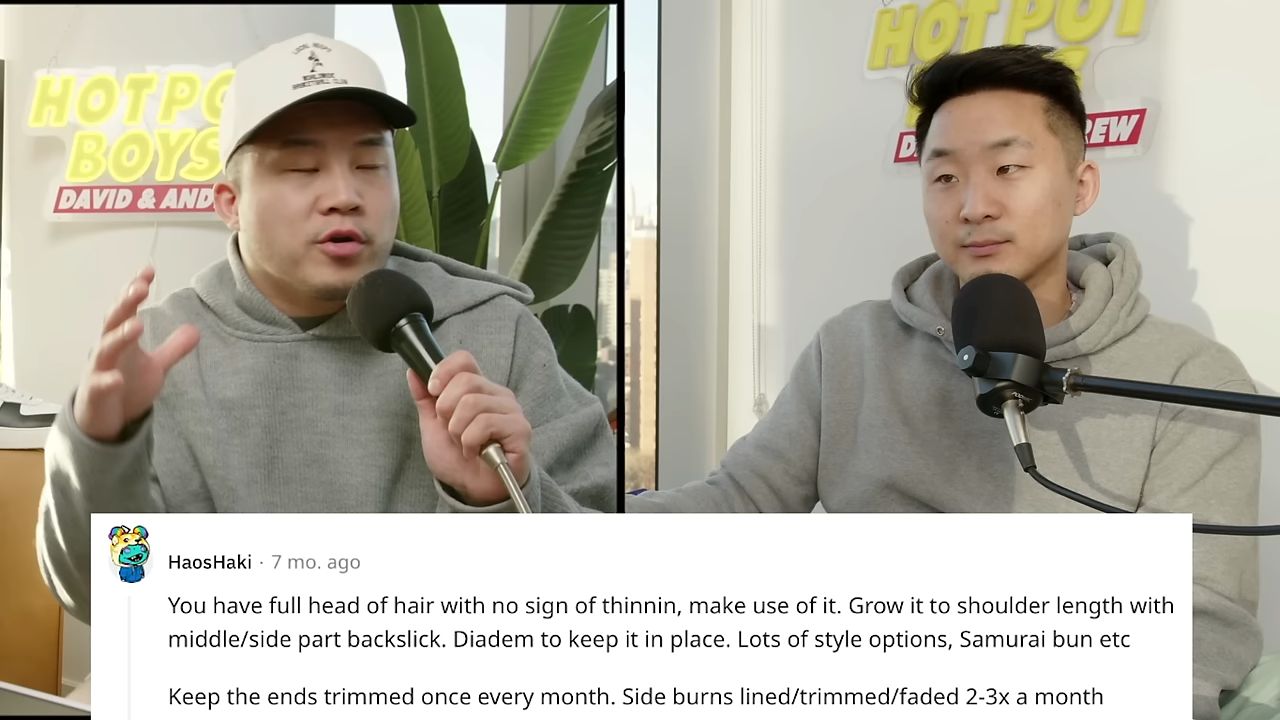 HOT PO
BOYS
DAVID & AND
HOT POT
REW
HaosHaki · 7 mo. ago
You have full head of hair with no sign of thinnin, make use of it. Grow it to shoulder length with
middle/side part backslick. Diadem to keep it in place. Lots of style options, Samurai bun etc
Keep the ends trimmed once every month. Side burns lined/trimmed/faded 2-3x a month